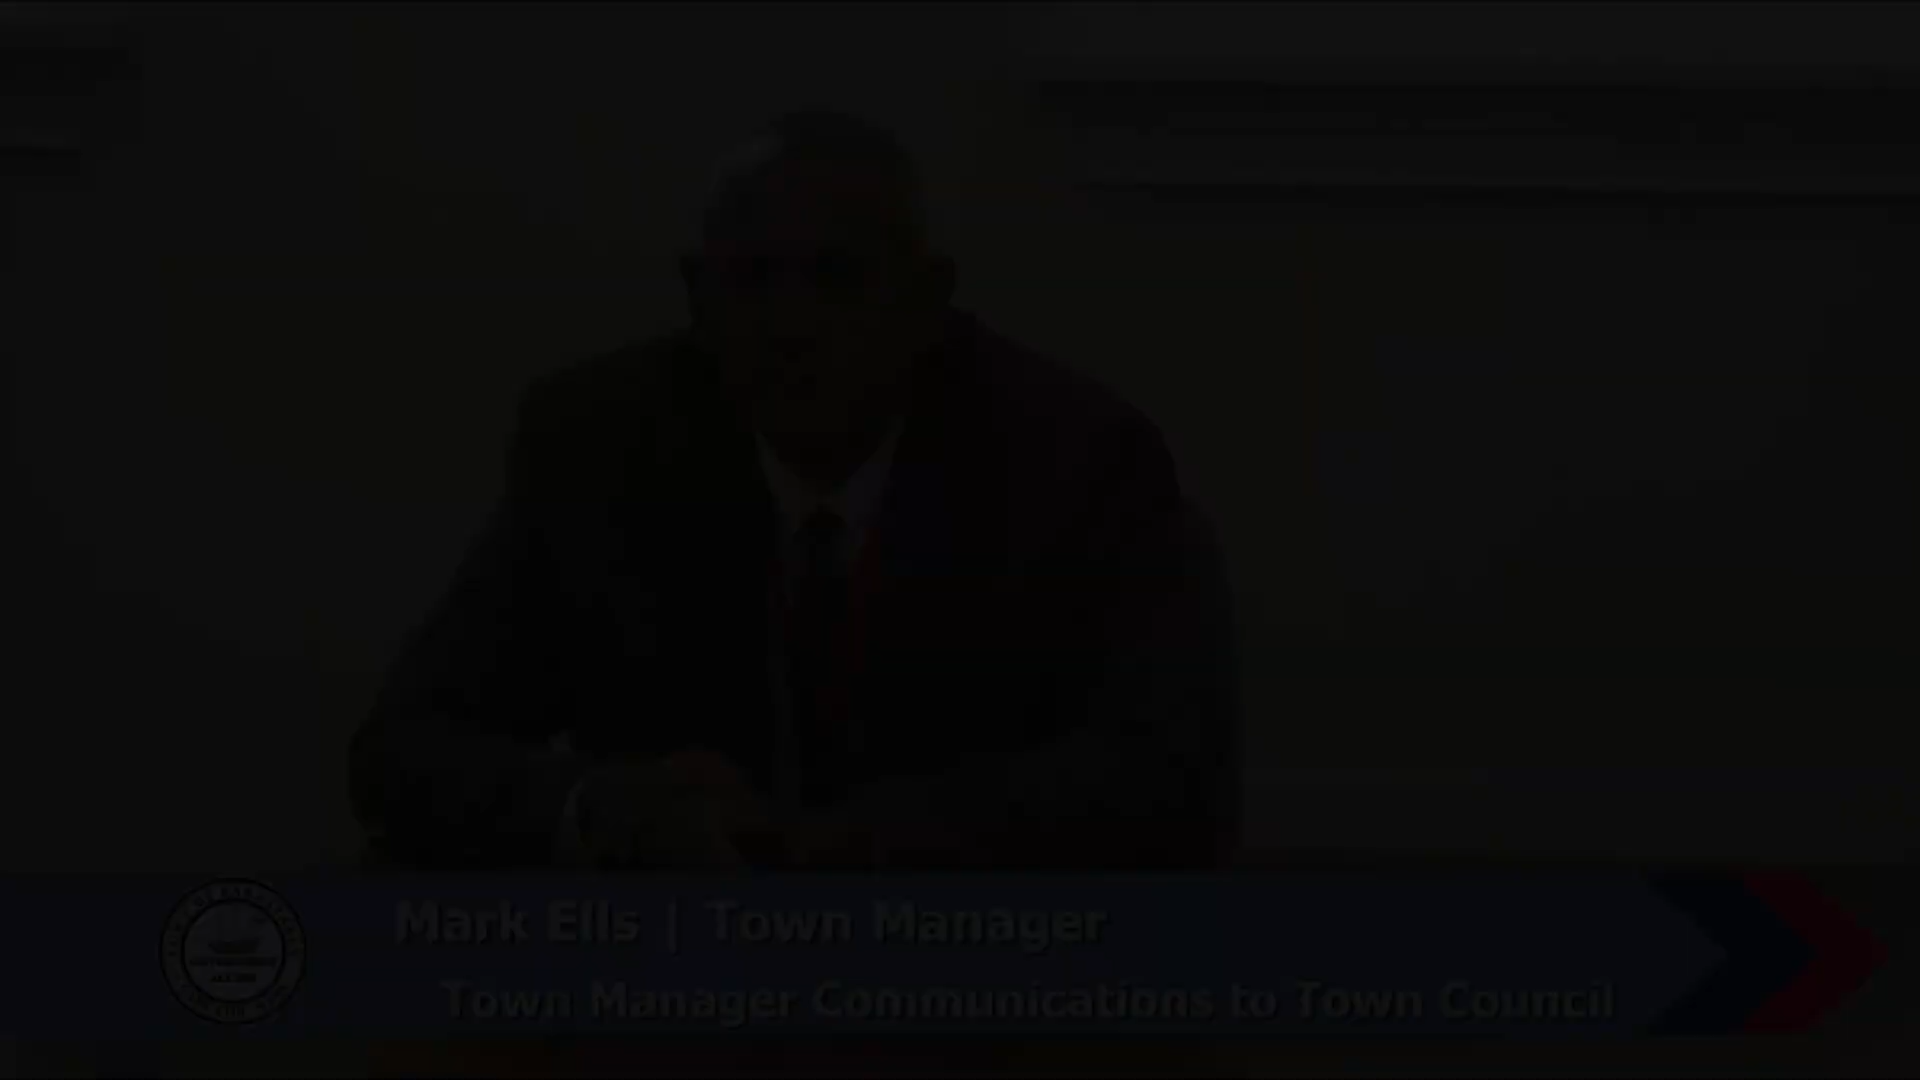 Mark Ells | Town Manager
Town Manager Communications to Town Council